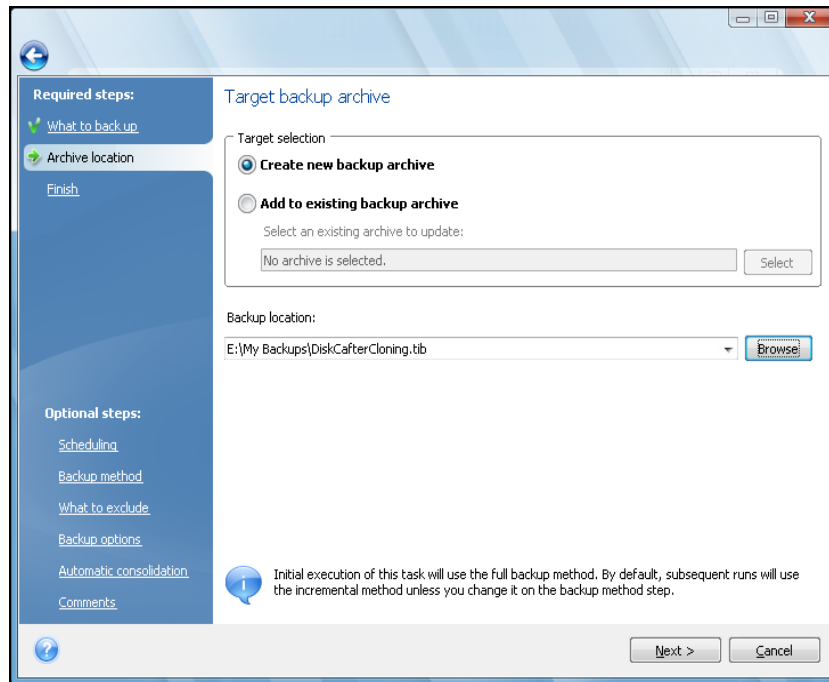 Required steps:
What to back up
Archive location
Finish
Optional steps:
Scheduling
Backup method
What to exclude
Backup options
Automatic consolidation
Comments
Target backup archive
Target selection
Create new backup archive
Add to existing backup archive
Select an existing archive to update:
No archive is selected.
Select
Backup location:
E:\My Backups\DiskCafterCloning.tib
Browse
Initial execution of this task will use the full backup method. By default, subsequent runs will use
the incremental method unless you change it on the backup method step.
Next >
Cancel